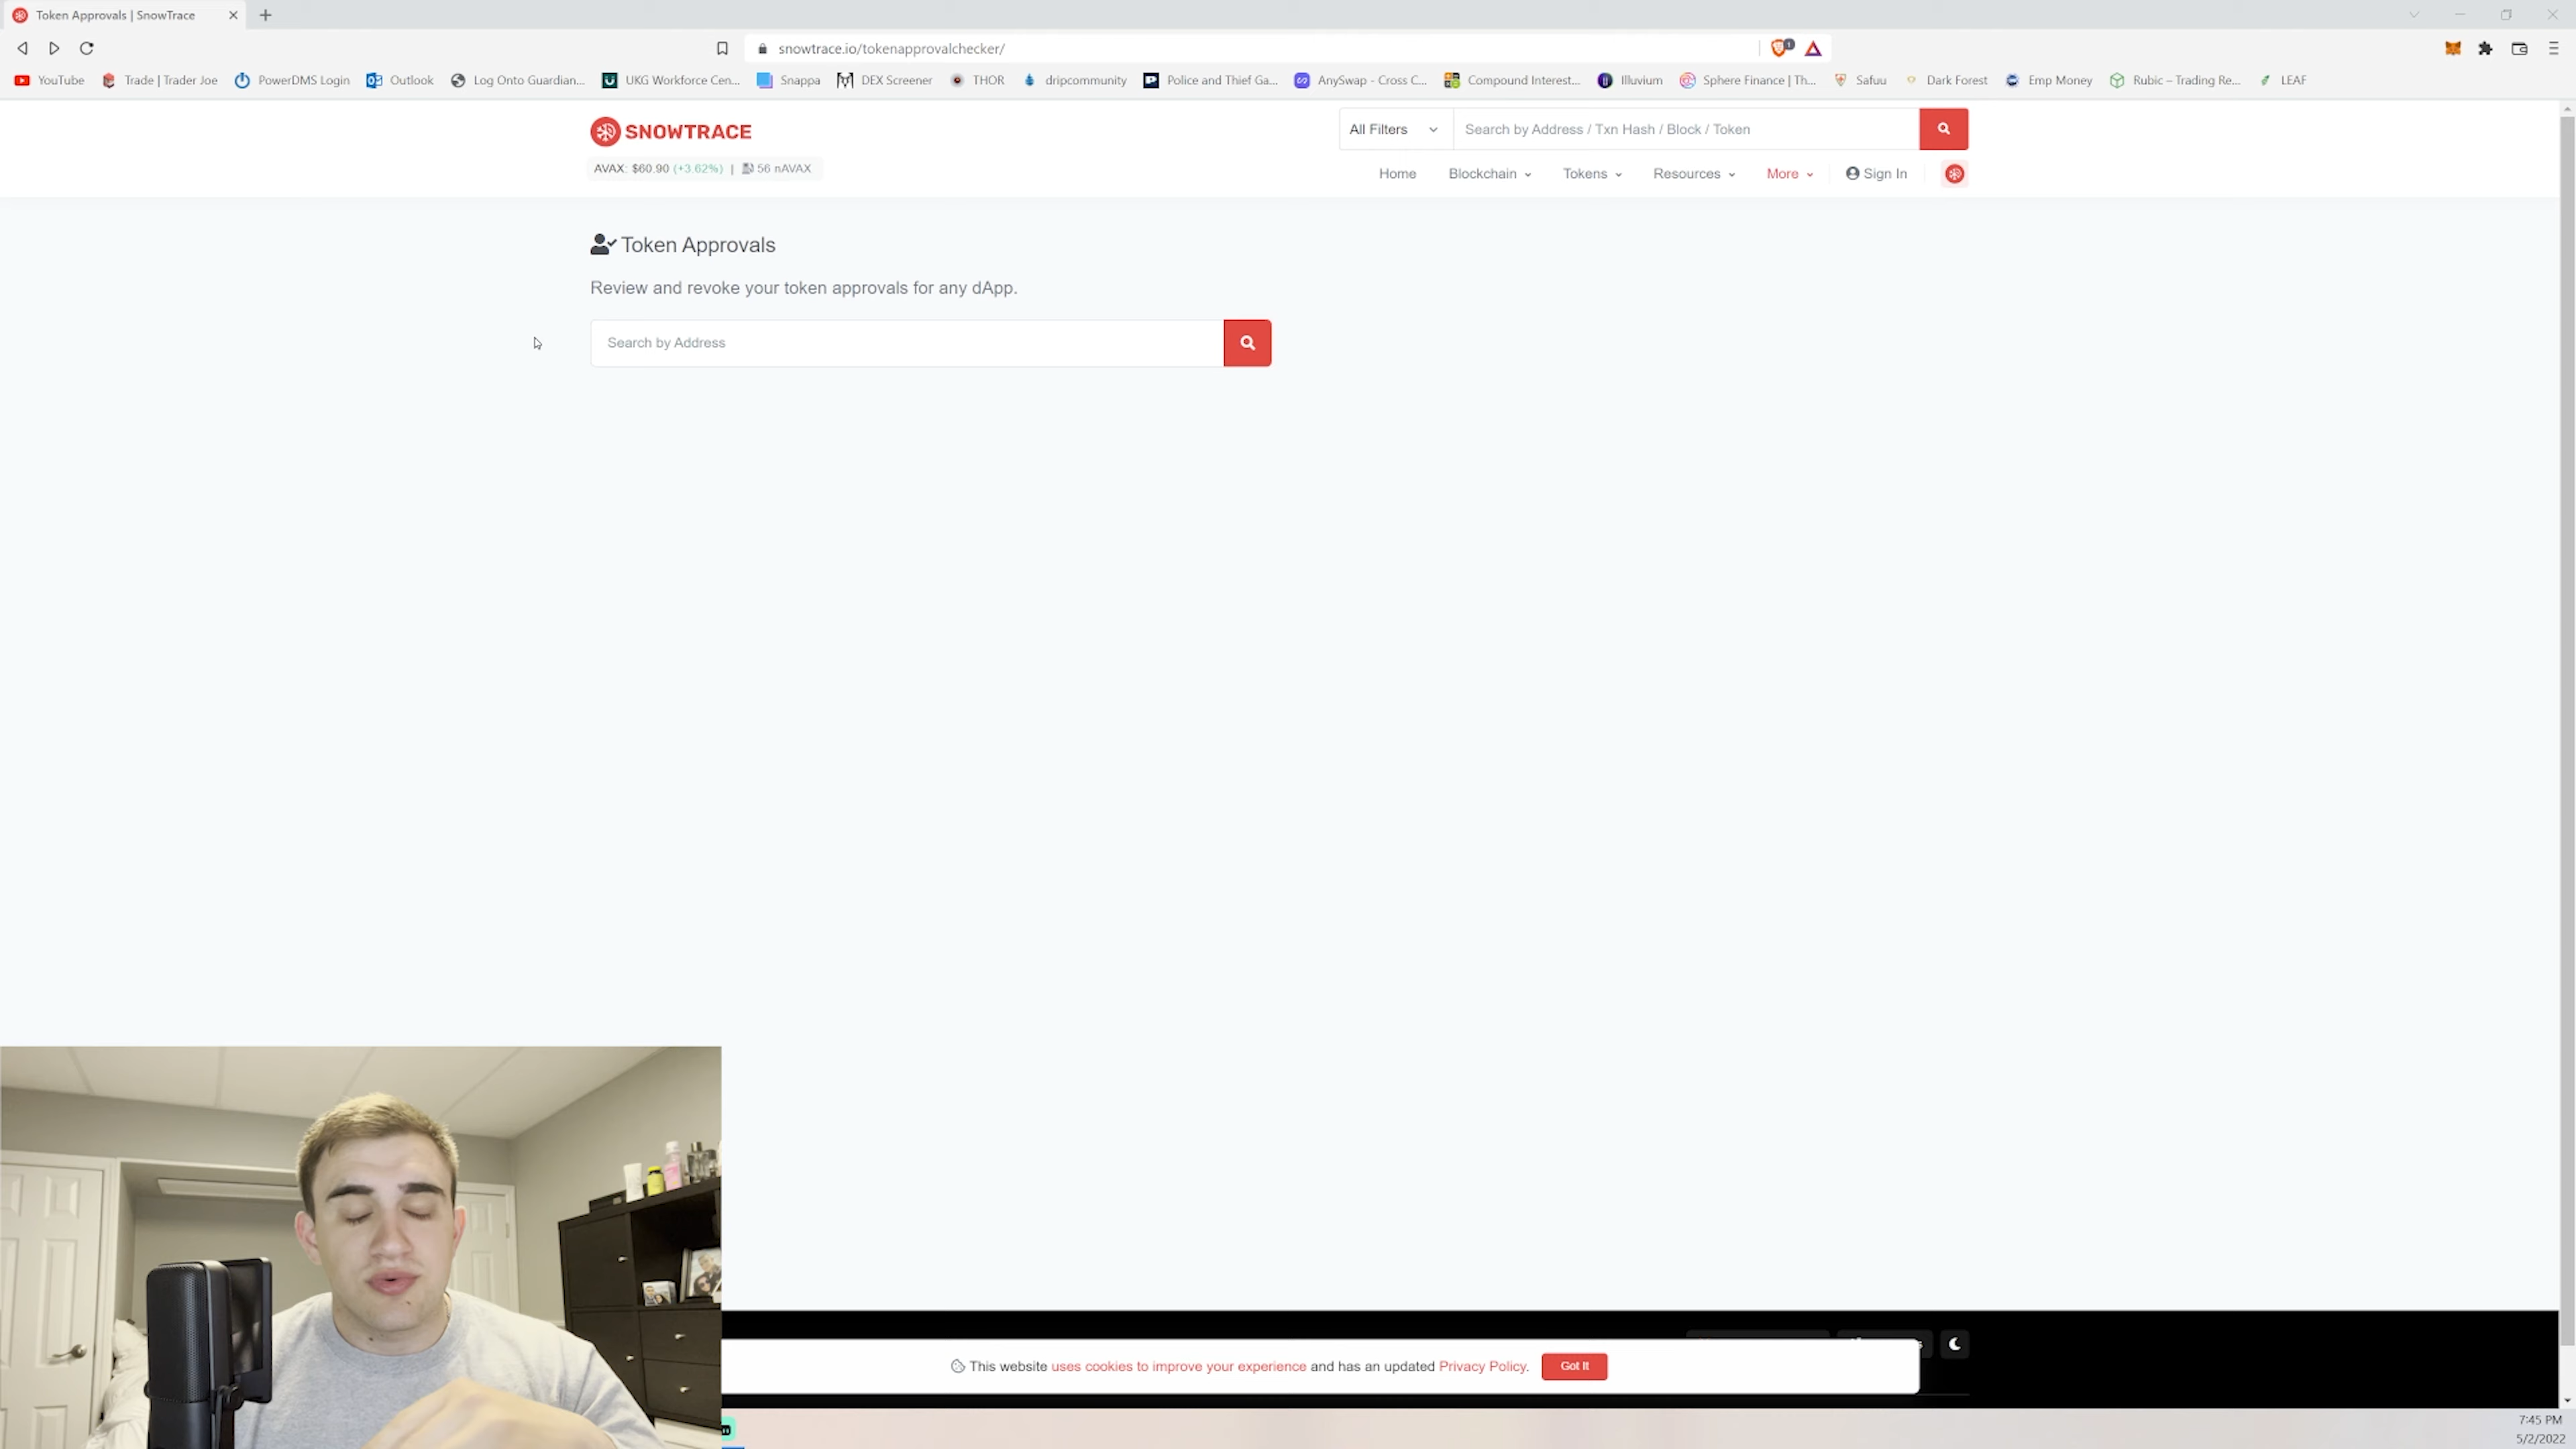 Token Approvals | SnowTrace
snowtrace.io/tokenapprovalchecker/
1
YouTube Trade | Trader Joe PowerDMS Login Outlook Log Onto Guardian... UKG Workforce Cen... Snappa DEX Screener THOR dripcommunity Police and Thief Ga... AnySwap - Cross C... Compound Interest... Illuvium Sphere Finance | Th... Safuu Dark Forest Emp Money Rubic – Trading Re... LEAF
SNOWTRACE
All Filters Search by Address / Txn Hash / Block / Token
AVAX: $60.90 (+3.62%) | 56 nAVAX
Home Blockchain Tokens Resources More Sign In
Token Approvals
Review and revoke your token approvals for any dApp.
Search by Address
This website uses cookies to improve your experience and has an updated Privacy Policy. Got It
7:45 PM
5/2/2022